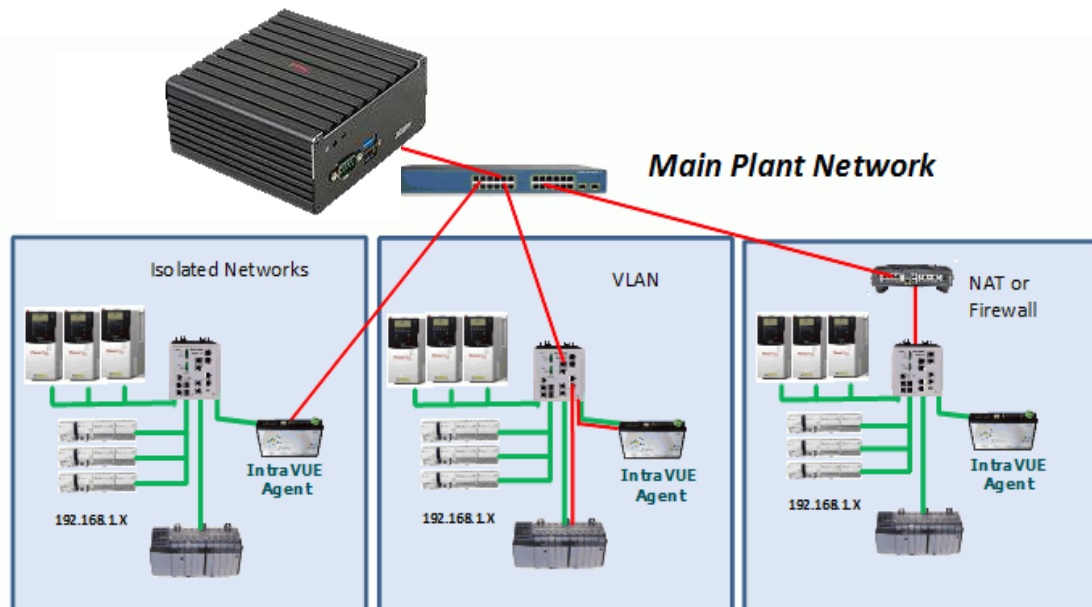 Main Plant Network
Isolated Networks
IntraVUE
Agent
192.168.1.X
VLAN
IntraVUE
Agent
192.168.1.X
NAT or
Firewall
IntraVUE
Agent
192.168.1.X